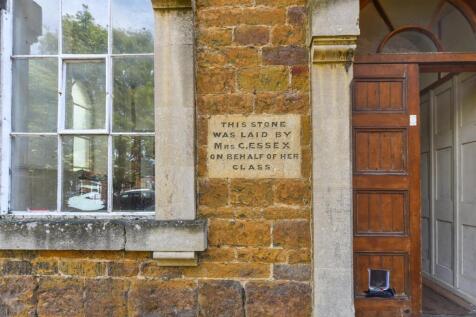 THIS STONE
WAS LAID BY
MRS C.ESSEX
ON BEHALF OF HER
CLASS